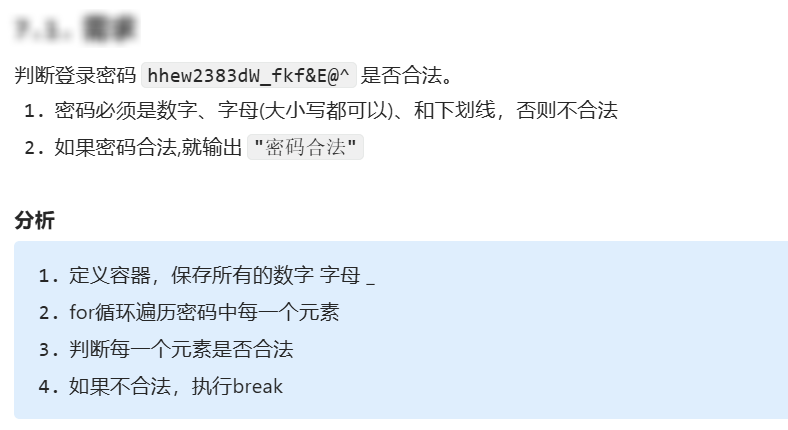 判断登录密码 hhew2383dW_fkf&E@^ 是否合法。
1. 密码必须是数字、字母(大小写都可以)、和下划线，否则不合法
2. 如果密码合法,就输出 "密码合法"
分析
1. 定义容器，保存所有的数字 字母 _
2. for循环遍历密码中每一个元素
3. 判断每一个元素是否合法
4. 如果不合法，执行break